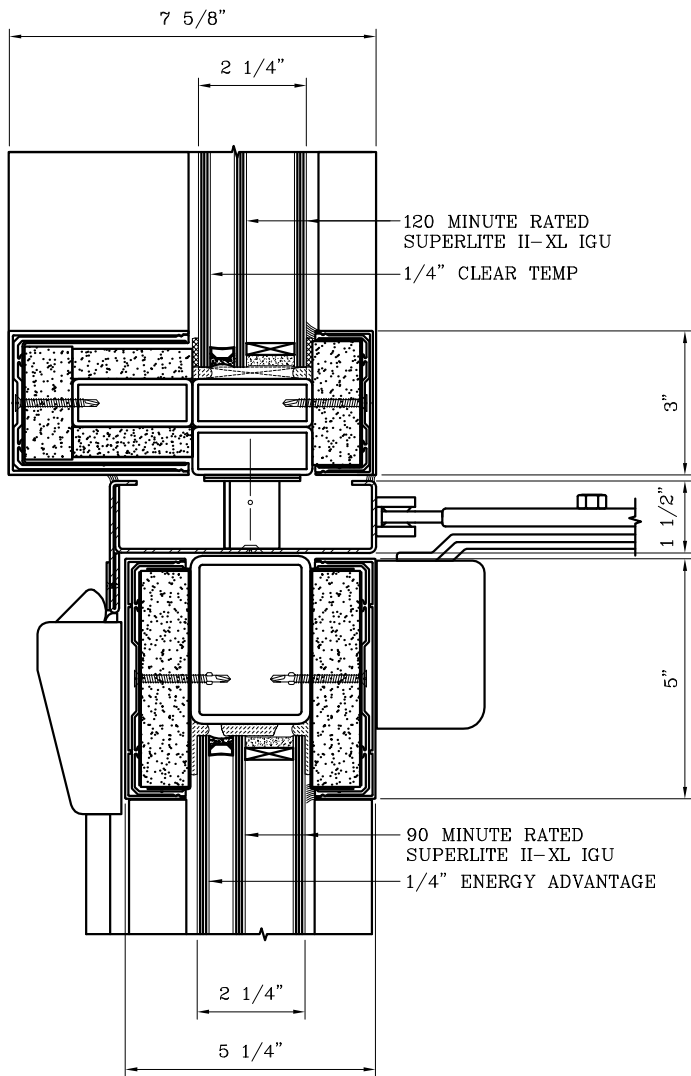 7 5/8"
2 1/4"
120 MINUTE RATED
SUPERLITE II-XL IGU
1/4" CLEAR TEMP
3"
1 1/2"
5"
90 MINUTE RATED
SUPERLITE II-XL IGU
1/4" ENERGY ADVANTAGE
2 1/4"
5 1/4"